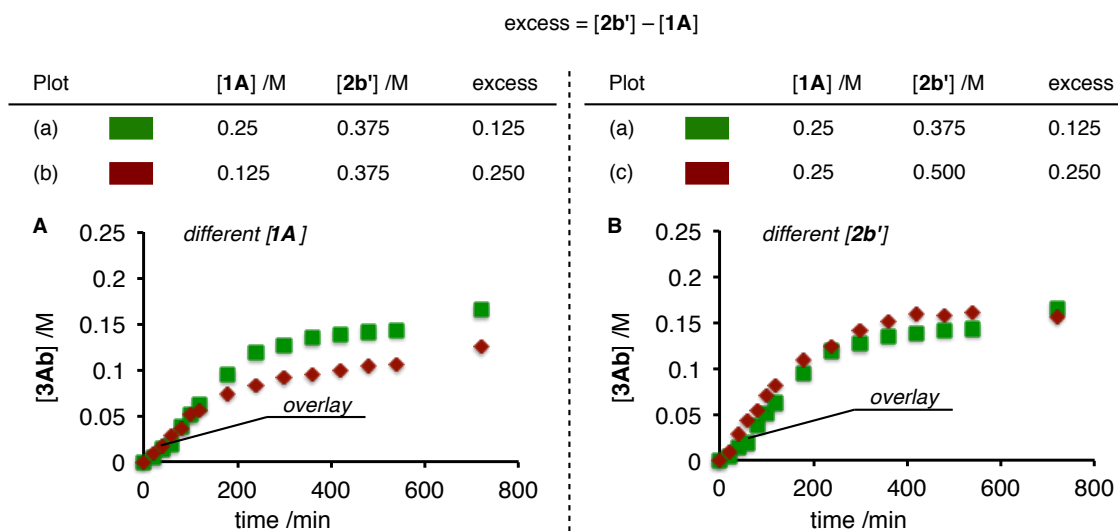 excess = [2b'] – [1A]
Plot [1A] /M [2b'] /M excess
(a) 0.25 0.375 0.125
(b) 0.125 0.375 0.250
A
different [1A]
[3Ab] /M
0.25
0.2
0.15
0.1
0.05
0
overlay
0 200 400 600 800
time /min
Plot [1A] /M [2b'] /M excess
(a) 0.25 0.375 0.125
(c) 0.25 0.500 0.250
B
different [2b']
[3Ab] /M
0.25
0.2
0.15
0.1
0.05
0
overlay
0 200 400 600 800
time /min